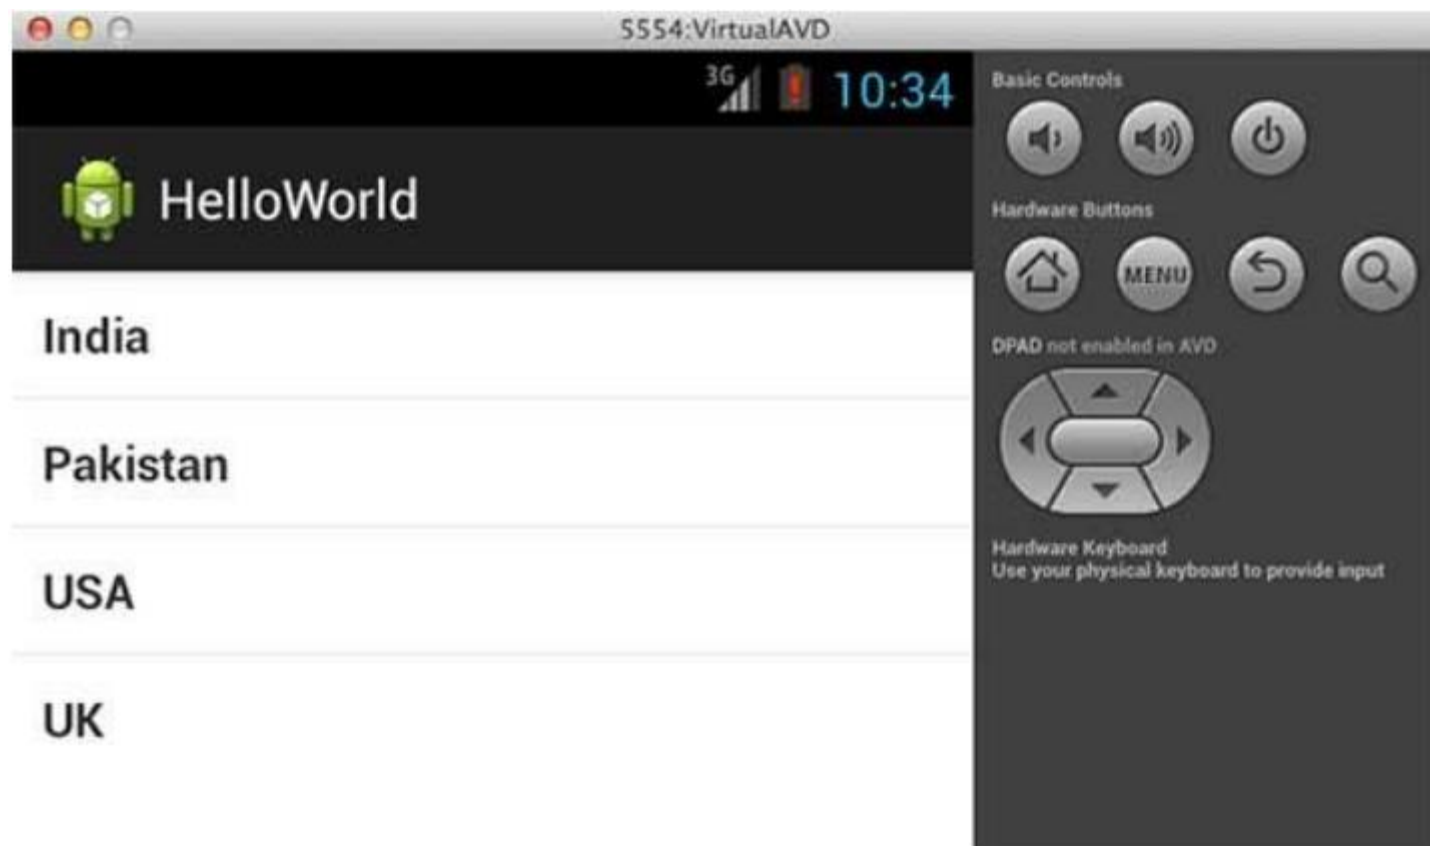 5554:VirtualAVD
3G 10:34
HelloWorld
India
Pakistan
USA
UK
Basic Controls
Hardware Buttons
MENU
DPAD not enabled in AVD
Hardware Keyboard
Use your physical keyboard to provide input